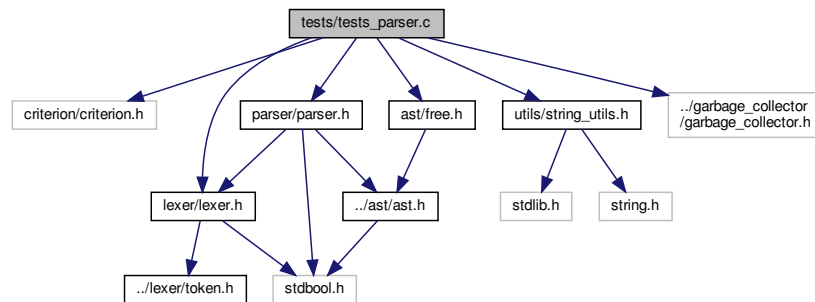 tests/tests_parser.c
criterion/criterion.h
parser/parser.h
ast/free.h
utils/string_utils.h
../garbage_collector
/garbage_collector.h
lexer/lexer.h
../ast/ast.h
stdlib.h
string.h
../lexer/token.h
stdbool.h